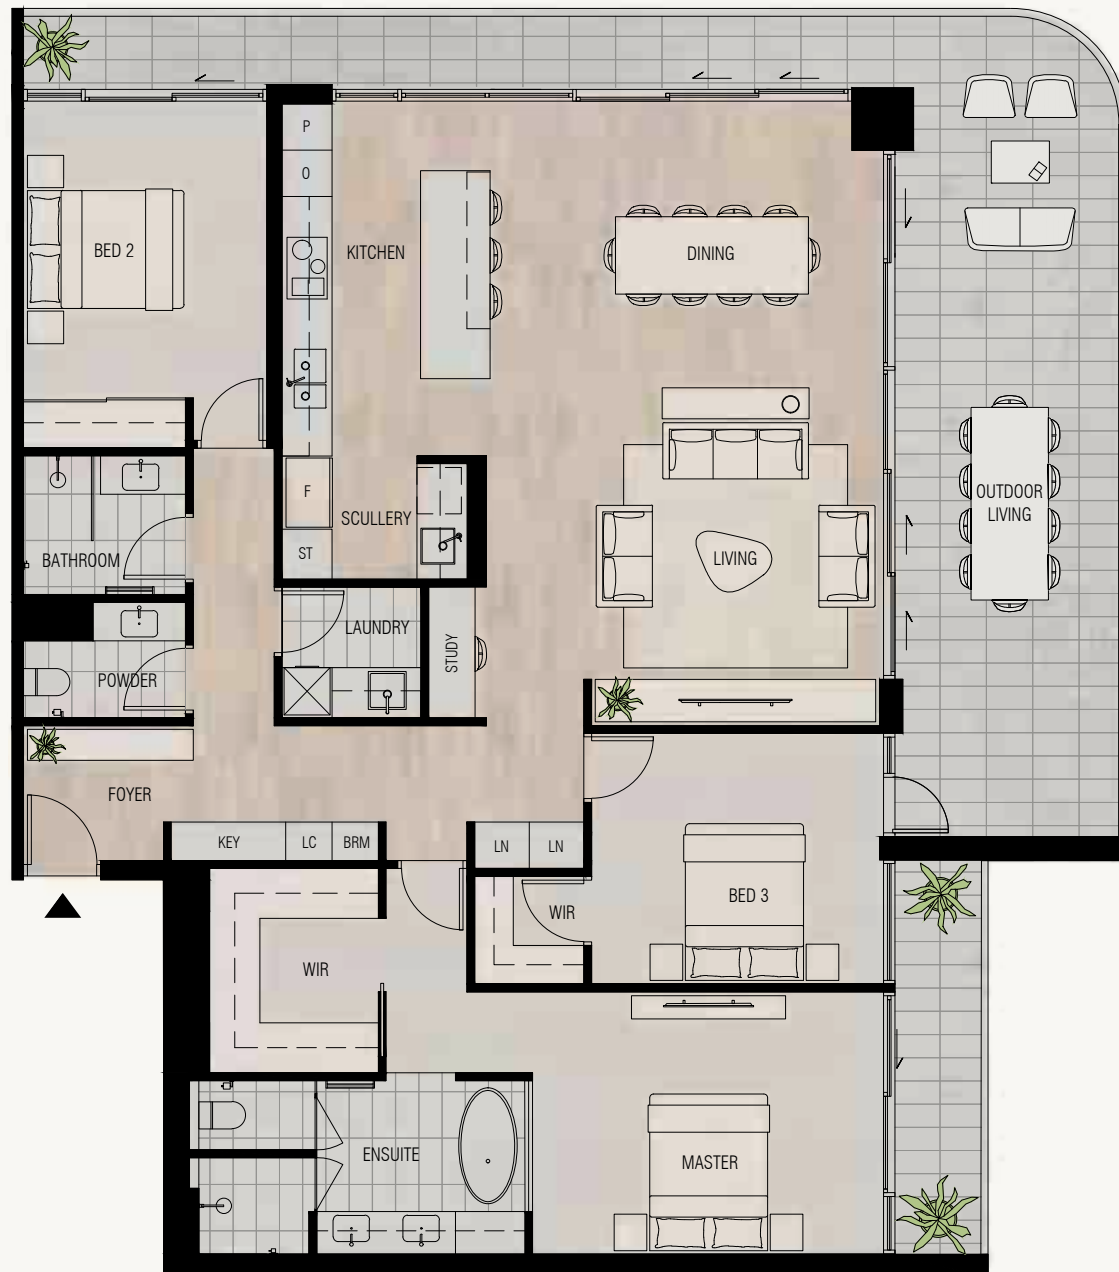 P
O
BED 2
KITCHEN
DINING
F
SCULLERY
OUTDOOR
LIVING
ST
BATHROOM
LIVING
LAUNDRY
STUDY
POWDER
FOYER
KEY
LC
BRM
LN
LN
BED 3
WIR
WIR
ENSUITE
MASTER